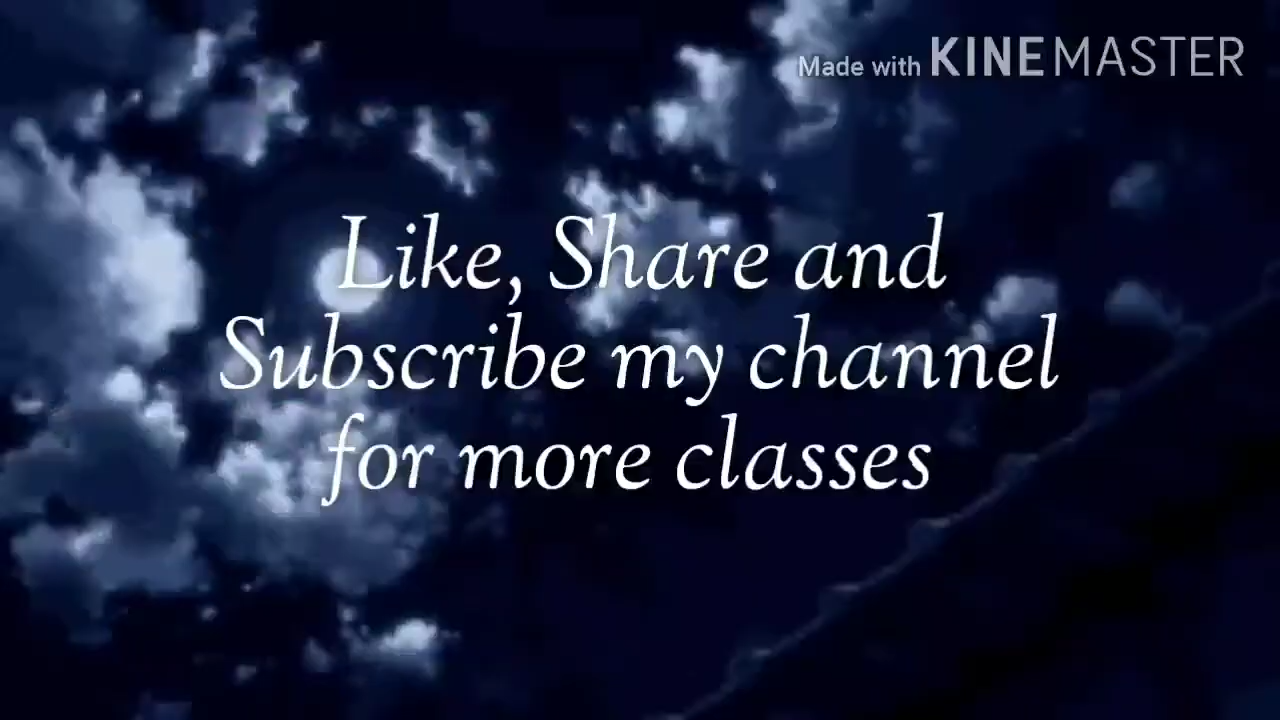 Made with KINEMASTER
Like, Share and
Subscribe my channel
for more classes